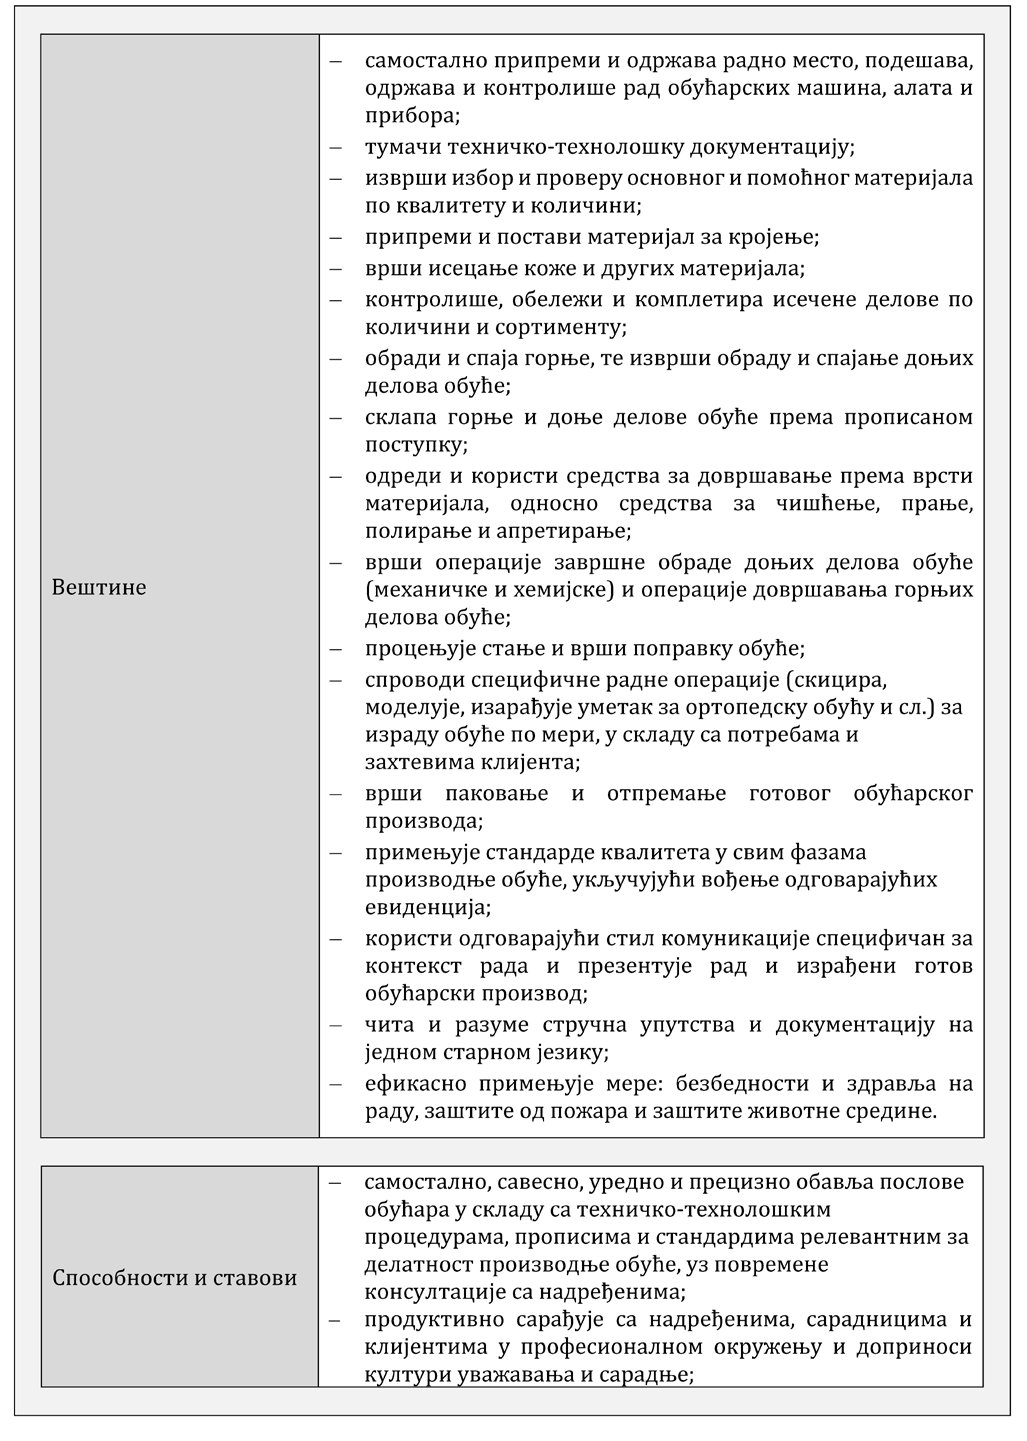 Вештине
– самостално припреми и одржава радно место, подешава,
одржава и контролише рад обућарских машина, алата и
прибора;
– тумачи техничко-технолошку документацију;
– изврши избор и проверу основног и помоћног материјала
по квалитету и количини;
– припреми и постави материјал за кројење;
– врши исецање коже и других материјала;
– контролише, обележи и комплетира исечене делове по
количини и сортименту;
– обради и спаја горње, те изврши обраду и спајање доњих
делова обуће;
– склапа горње и доње делове обуће према прописаном
поступку;
– одреди и користи средства за довршавање према врсти
материјала, односно средства за чишћење, прање,
полирање и апретирање;
– врши операције завршне обраде доњих делова обуће
(механичке и хемијске) и операције довршавања горњих
делова обуће;
– процењује стање и врши поправку обуће;
– спроводи специфичне радне операције (скицира,
моделује, изарађује уметак за ортопедску обућу и сл.) за
израду обуће по мери, у складу са потребама и
захтевима клијента;
– врши паковање и отпремање готовог обућарског
производа;
– примењује стандарде квалитета у свим фазама
производње обуће, укључујући вођење одговарајућих
евиденција;
– користи одговарајући стил комуникације специфичан за
контекст рада и презентује рад и израђени готов
обућарски производ;
– чита и разуме стручна упутства и документацију на
једном старном језику;
– ефикасно примењује мере: безбедности и здравља на
раду, заштите од пожара и заштите животне средине.
Способности и ставови
– самостално, савесно, уредно и прецизно обавља послове
обућара у складу са техничко-технолошким
процедурама, прописима и стандардима релевантним за
делатност производње обуће, уз повремене
консултације са надређенима;
– продуктивно сарађује са надређенима, сарадницима и
клијентима у професионалном окружењу и доприноси
култури уважавања и сарадње;